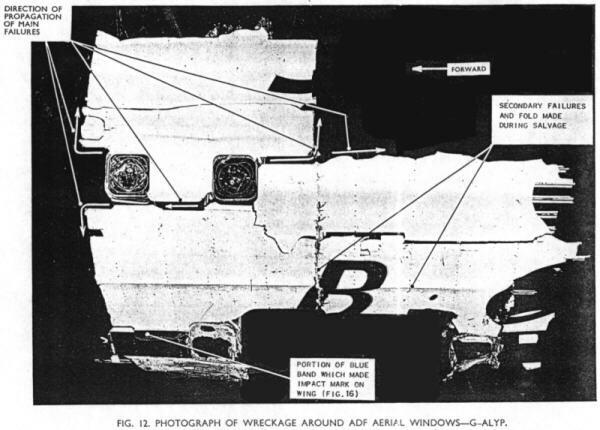 DIRECTION OF
PROPAGATION
OF MAIN
FAILURES
FORWARD
SECONDARY FAILURES
AND FOLD MADE
DURING SALVAGE
B
PORTION OF BLUE
BAND WHICH MADE
IMPACT MARK ON
WING (FIG.16)
FIG. 12. PHOTOGRAPH OF WRECKAGE AROUND ADF AERIAL WINDOWS—G-ALYP.